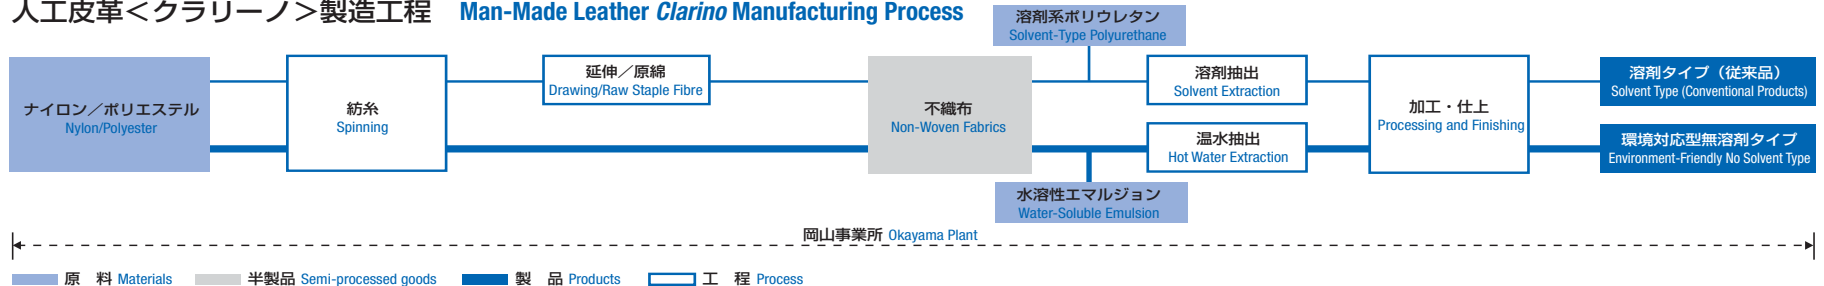 人工皮革＜クラリーノ＞製造工程 Man-Made Leather Clarino Manufacturing Process
溶剤系ポリウレタン
Solvent-Type Polyurethane
ナイロン／ポリエステル
Nylon/Polyester
紡糸
Spinning
延伸／原綿
Drawing/Raw Staple Fibre
不織布
Non-Woven Fabrics
溶剤抽出
Solvent Extraction
温水抽出
Hot Water Extraction
加工・仕上
Processing and Finishing
溶剤タイプ（従来品）
Solvent Type (Conventional Products)
環境対応型無溶剤タイプ
Environment-Friendly No Solvent Type
水溶性エマルジョン
Water-Soluble Emulsion
岡山事業所 Okayama Plant
原　料 Materials 半製品 Semi-processed goods 製　品 Products 工　程 Process